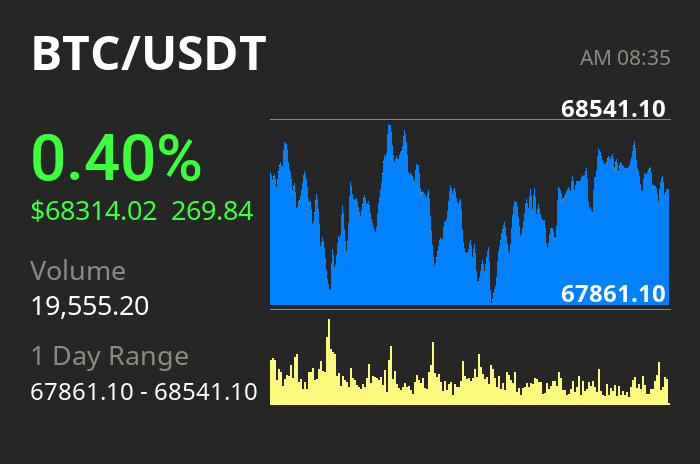 BTC/USDT
AM 08:35
68541.10
0.40%
$68314.02 269.84
Volume
19,555.20
67861.10
1 Day Range
67861.10 - 68541.10